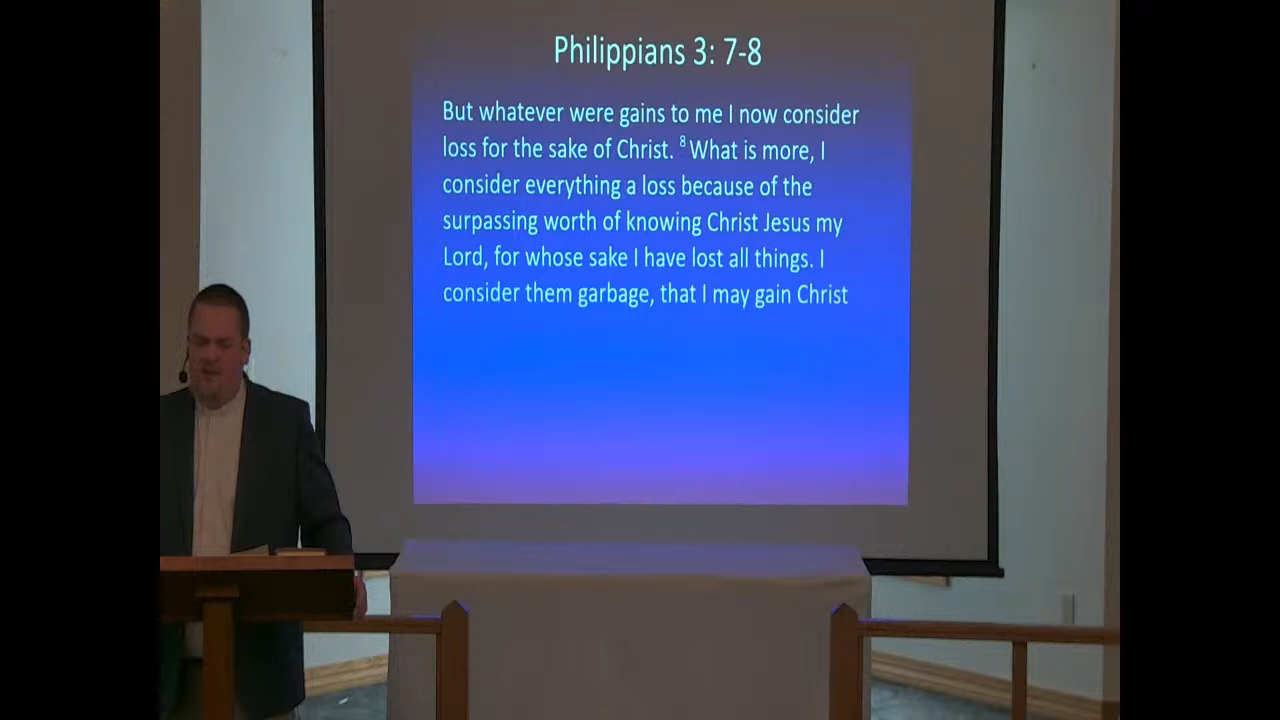 Philippians 3: 7-8
But whatever were gains to me I now consider
loss for the sake of Christ. ⁸ What is more, I
consider everything a loss because of the
surpassing worth of knowing Christ Jesus my
Lord, for whose sake I have lost all things. I
consider them garbage, that I may gain Christ